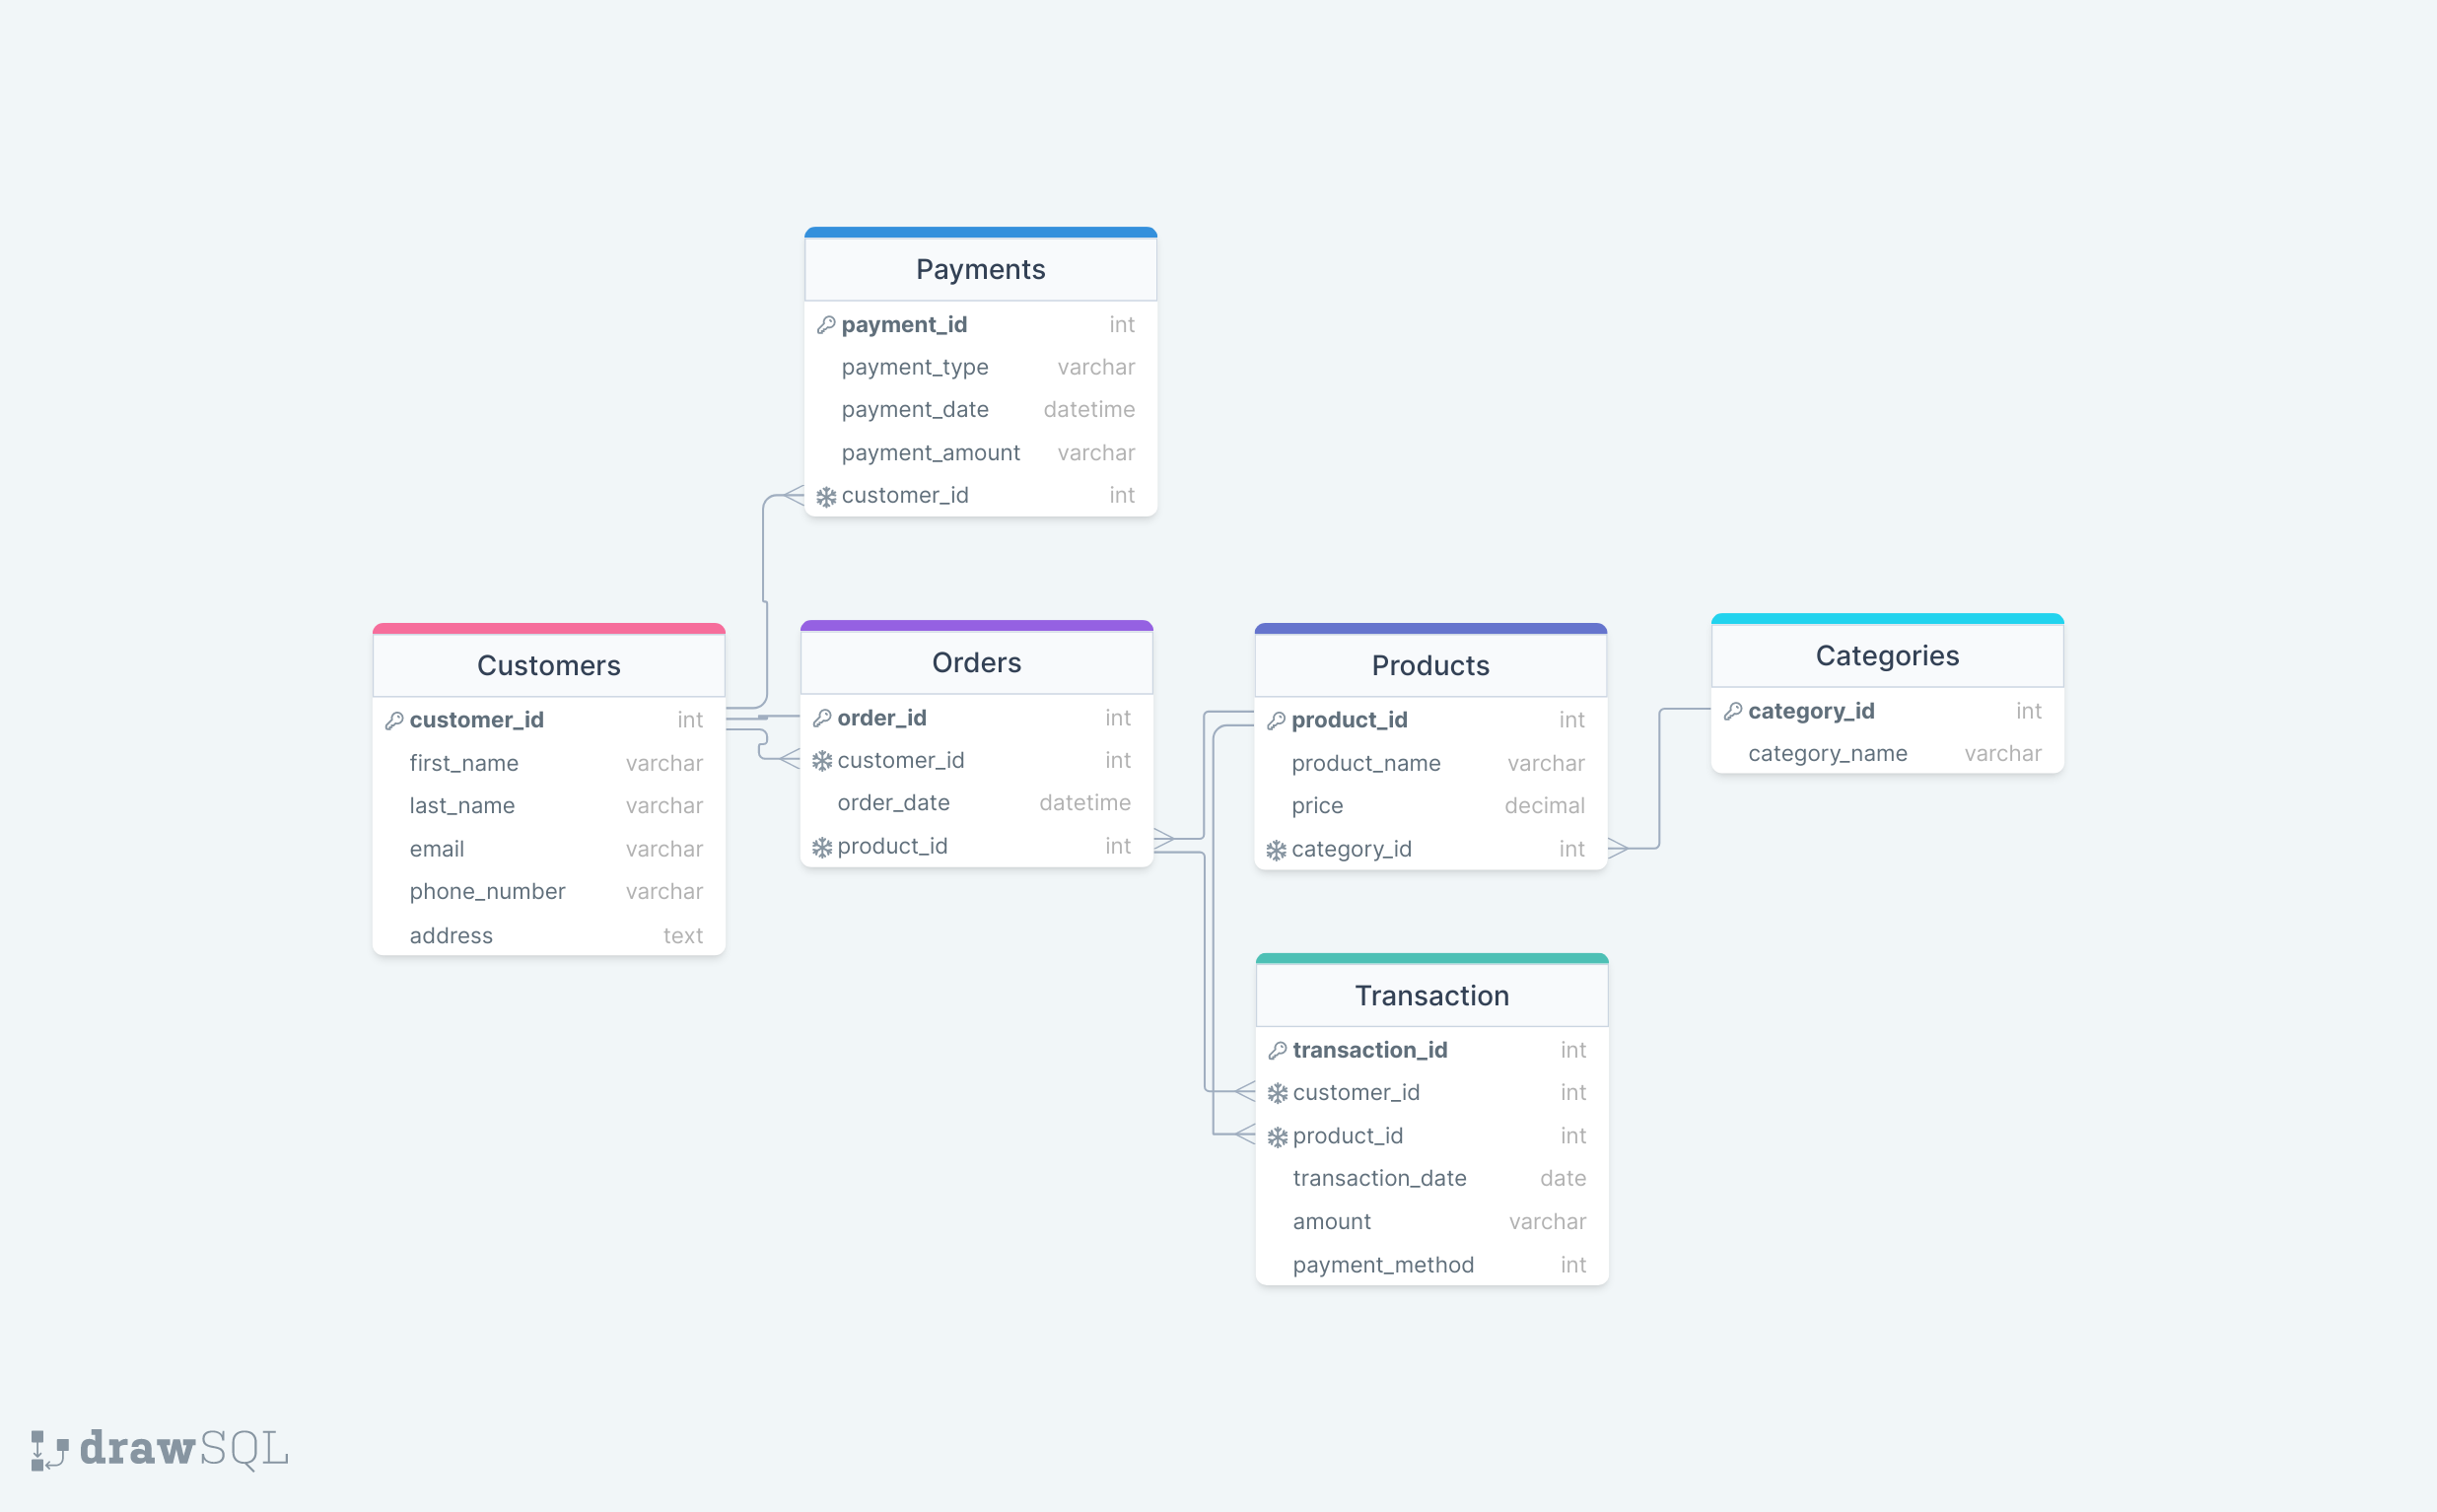 Payments
payment_id int
payment_type varchar
payment_date datetime
payment_amount varchar
customer_id int
Customers
customer_id int
first_name varchar
last_name varchar
email varchar
phone_number varchar
address text
Orders
order_id int
customer_id int
order_date datetime
product_id int
Products
product_id int
product_name varchar
price decimal
category_id int
Categories
category_id int
category_name varchar
Transaction
transaction_id int
customer_id int
product_id int
transaction_date date
amount varchar
payment_method int
drawSQL